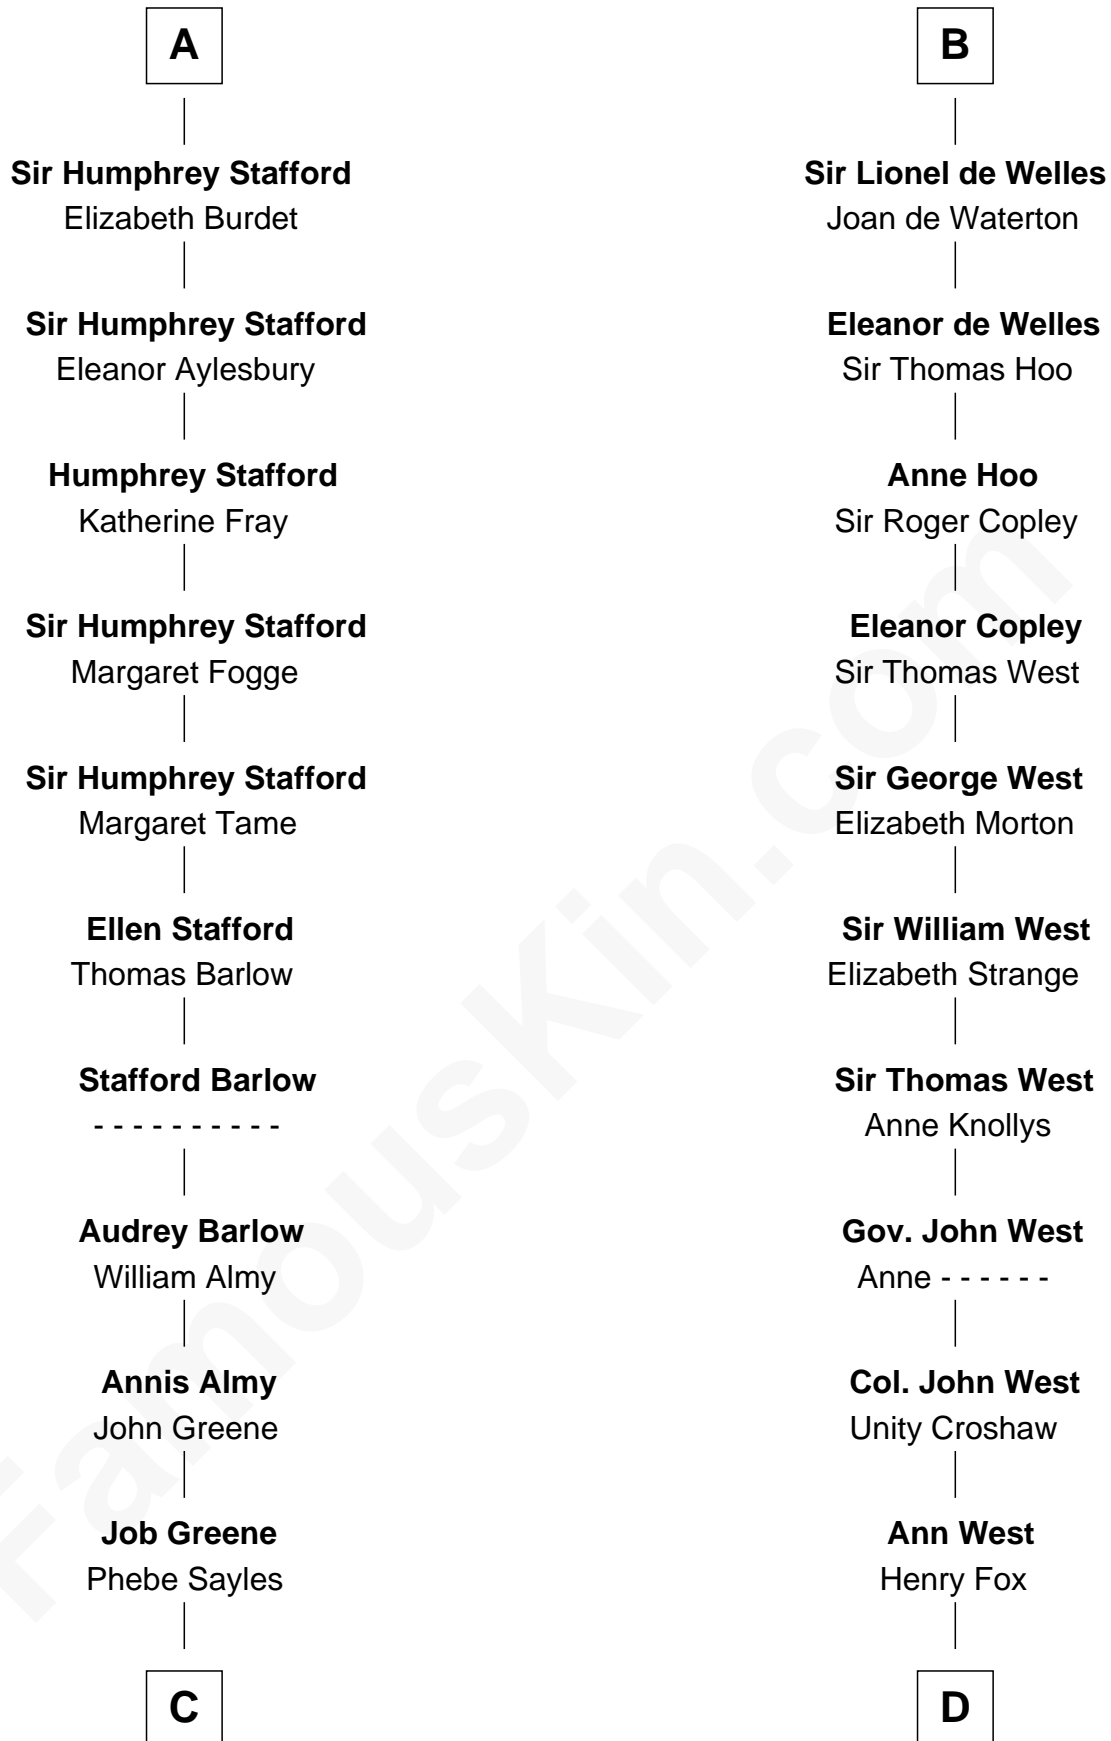 A
Sir Humphrey Stafford
Elizabeth Burdet
Sir Humphrey Stafford
Eleanor Aylesbury
Humphrey Stafford
Katherine Fray
Sir Humphrey Stafford
Margaret Fogge
Sir Humphrey Stafford
Margaret Tame
Ellen Stafford
Thomas Barlow
Stafford Barlow
- - - - - - - - - -
Audrey Barlow
William Almy
Annis Almy
John Greene
Job Greene
Phebe Sayles
C
B
Sir Lionel de Welles
Joan de Waterton
Eleanor de Welles
Sir Thomas Hoo
Anne Hoo
Sir Roger Copley
Eleanor Copley
Sir Thomas West
Sir George West
Elizabeth Morton
Sir William West
Elizabeth Strange
Sir Thomas West
Anne Knollys
Gov. John West
Anne - - - - - -
Col. John West
Unity Croshaw
Ann West
Henry Fox
D
FamousKin.com